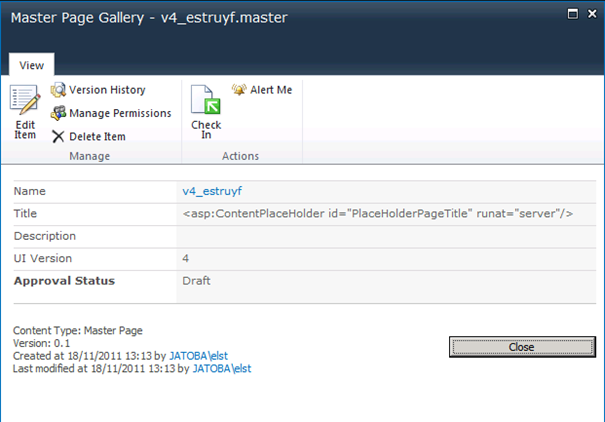 Master Page Gallery - v4_estruyf.master
View
Edit Item
Version History
Manage Permissions
Delete Item
Manage
Check In
Alert Me
Actions
Name v4_estruyf
Title <asp:ContentPlaceHolder id="PlaceHolderPageTitle" runat="server"/>
Description
UI Version 4
Approval Status Draft
Content Type: Master Page
Version: 0.1
Created at 18/11/2011 13:13 by JATOBA\elst
Last modified at 18/11/2011 13:13 by JATOBA\elst
Close